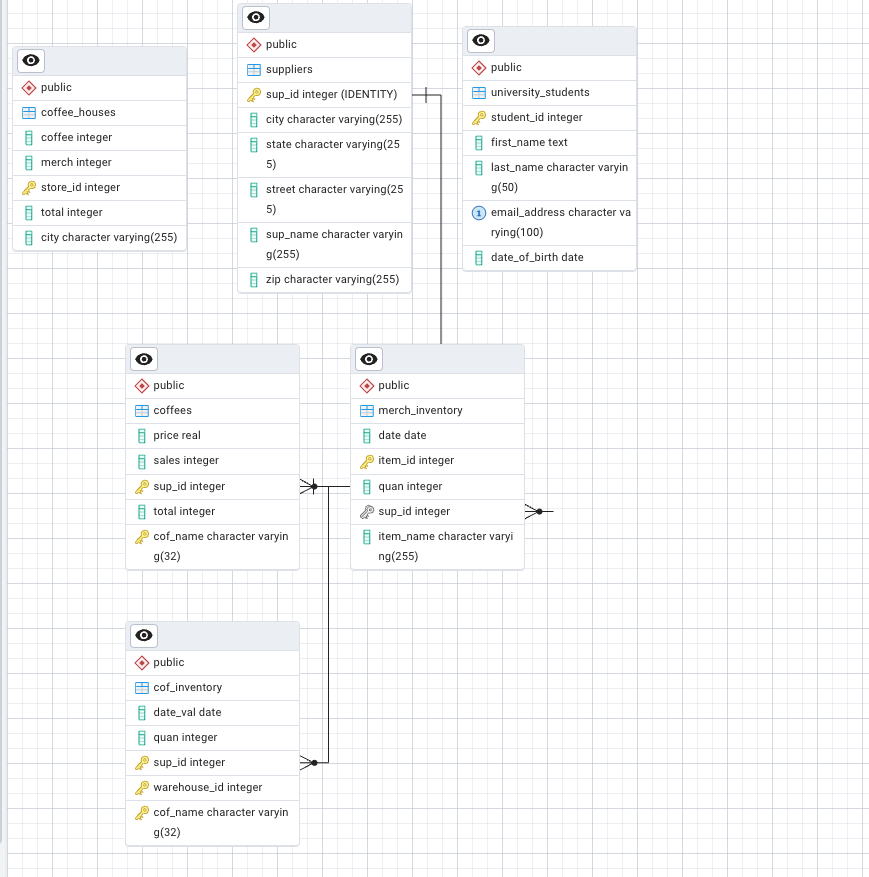 public
coffee_houses
coffee integer
merch integer
store_id integer
total integer
city character varying(255)
public
suppliers
sup_id integer (IDENTITY)
city character varying(255)
state character varying(25
5)
street character varying(25
5)
sup_name character varyin
g(255)
zip character varying(255)
public
university_students
student_id integer
first_name text
last_name character varyin
g(50)
1
email_address character va
rying(100)
date_of_birth date
public
coffees
price real
sales integer
sup_id integer
total integer
cof_name character varyin
g(32)
public
merch_inventory
date date
item_id integer
quan integer
sup_id integer
item_name character varyi
ng(255)
public
cof_inventory
date_val date
quan integer
sup_id integer
warehouse_id integer
cof_name character varyin
g(32)